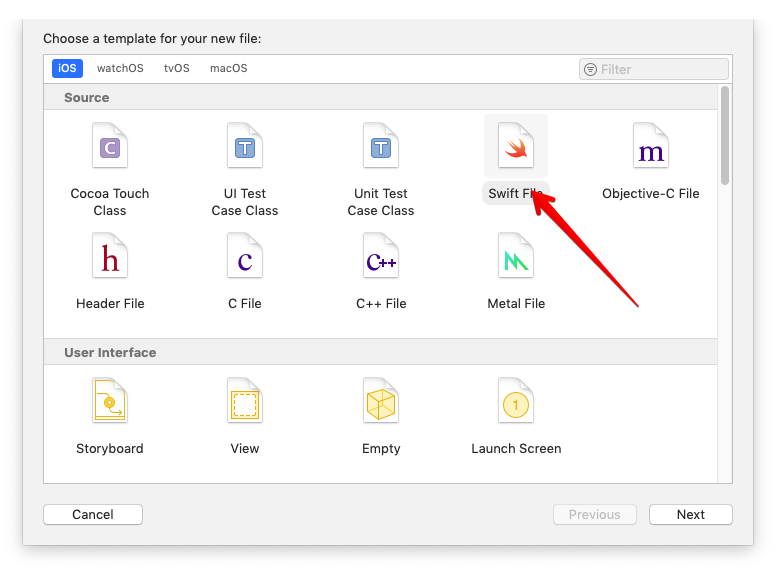 Choose a template for your new file:
iOS watchOS tvOS macOS Filter
Source
C T T m
Cocoa Touch Class
UI Test Case Class
Unit Test Case Class
Swift File
Objective-C File
h c c++
Header File
C File
C++ File
Metal File
User Interface
1
Storyboard
View
Empty
Launch Screen
Cancel Previous Next